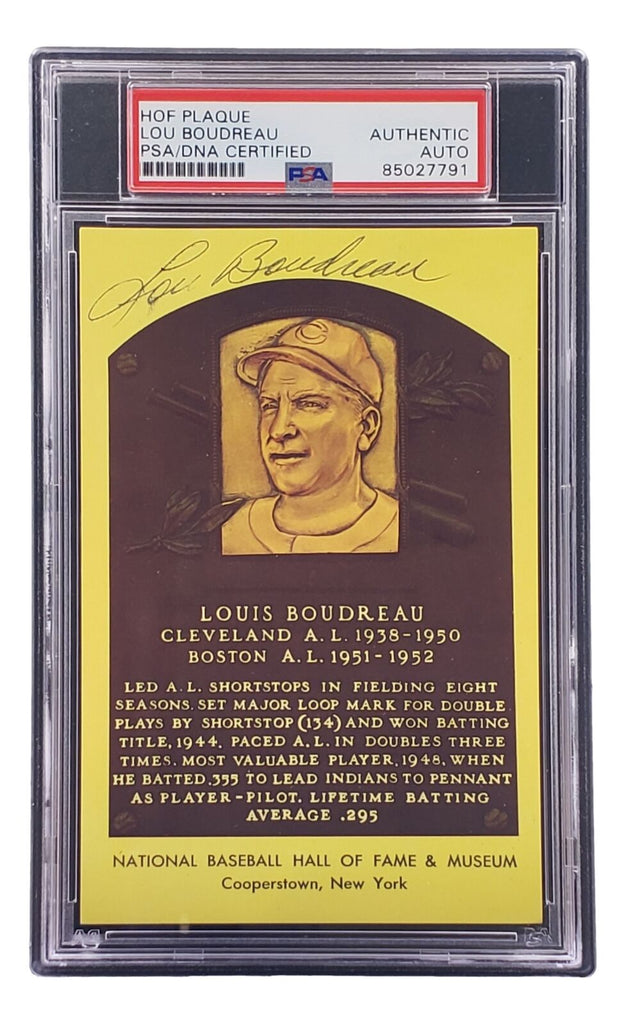 HOF PLAQUE
LOU BOUDREAU
PSA/DNA CERTIFIED
AUTHENTIC
AUTO
85027791
PSA
Lou Boudreau
C
LOUIS BOUDREAU
CLEVELAND A.L. 1938-1950
BOSTON A.L. 1951-1952
LED A.L. SHORTSTOPS IN FIELDING EIGHT
SEASONS. SET MAJOR LOOP MARK FOR DOUBLE
PLAYS BY SHORTSTOP (134) AND WON BATTING
TITLE, 1944. PACED A.L. IN DOUBLES THREE
TIMES. MOST VALUABLE PLAYER, 1948, WHEN
HE BATTED .355 TO LEAD INDIANS TO PENNANT
AS PLAYER-PILOT. LIFETIME BATTING
AVERAGE .295
NATIONAL BASEBALL HALL OF FAME & MUSEUM
Cooperstown, New York